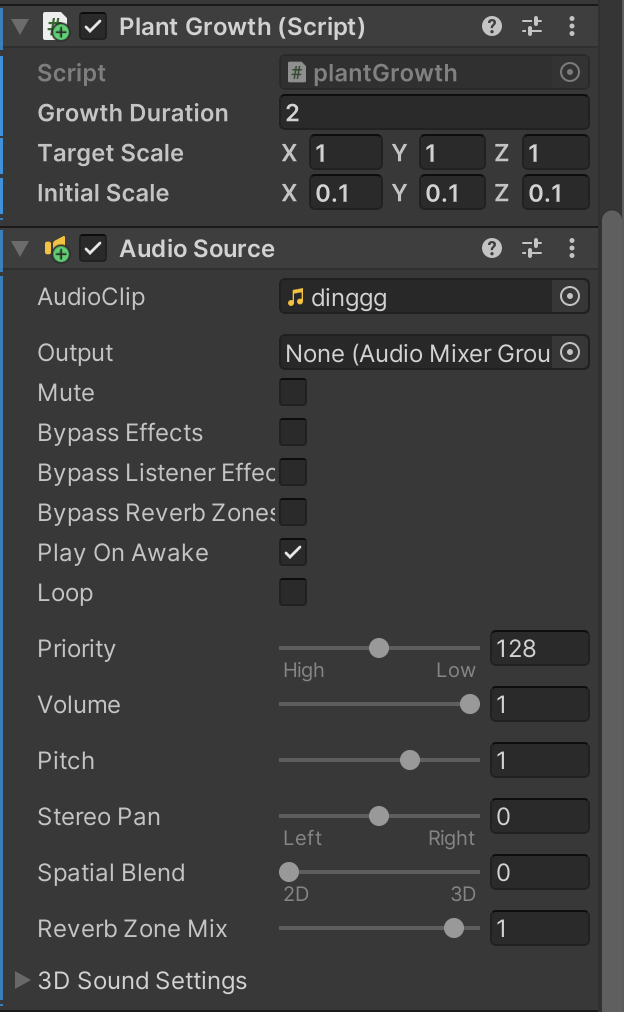 Plant Growth (Script)
Script plantGrowth
Growth Duration 2
Target Scale X 1 Y 1 Z 1
Initial Scale X 0.1 Y 0.1 Z 0.1
Audio Source
AudioClip dinggg
Output None (Audio Mixer Grou
Mute
Bypass Effects
Bypass Listener Effec
Bypass Reverb Zones
Play On Awake
Loop
Priority 128
High Low
Volume 1
Pitch 1
Stereo Pan 0
Left Right
Spatial Blend 0
2D 3D
Reverb Zone Mix 1
3D Sound Settings